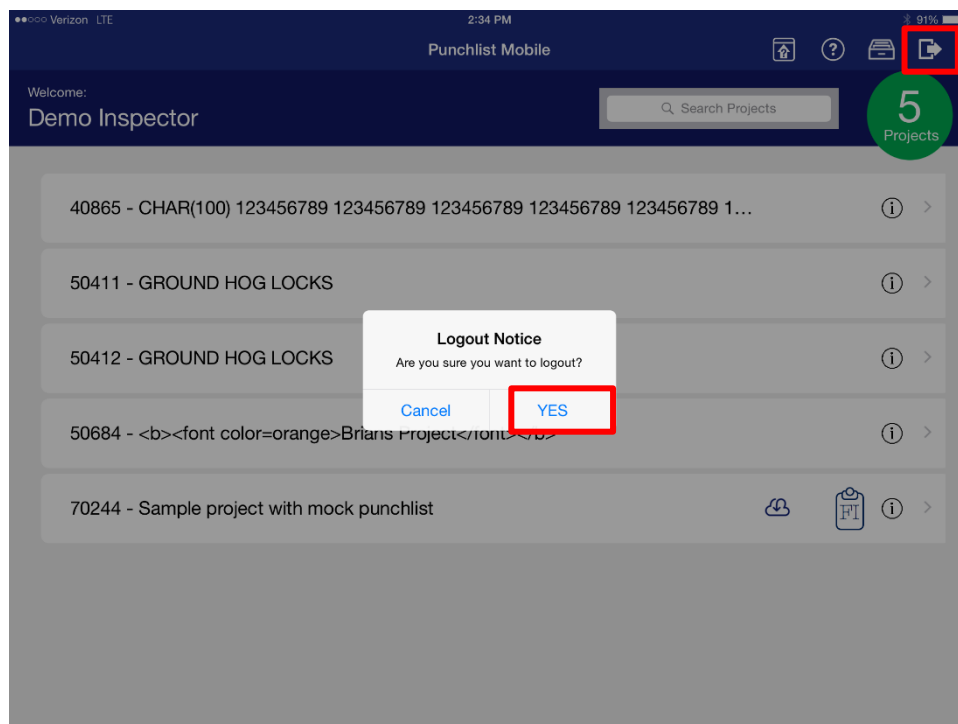 Verizon LTE 2:34 PM 91%
Punchlist Mobile
?
Welcome:
Demo Inspector
Search Projects
5
Projects
40865 - CHAR(100) 123456789 123456789 123456789 123456789 123456789 1...
i
50411 - GROUND HOG LOCKS
i
50412 - GROUND HOG LOCKS
i
Logout Notice
Are you sure you want to logout?
Cancel YES
50684 - <b><font color=orange>Brians Project</font></b>
i
70244 - Sample project with mock punchlist
FI
i